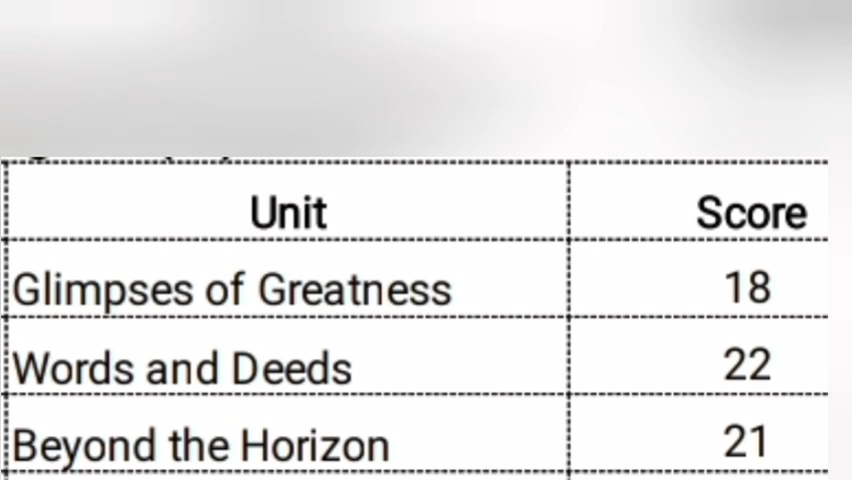 Unit Score
Glimpses of Greatness 18
Words and Deeds 22
Beyond the Horizon 21